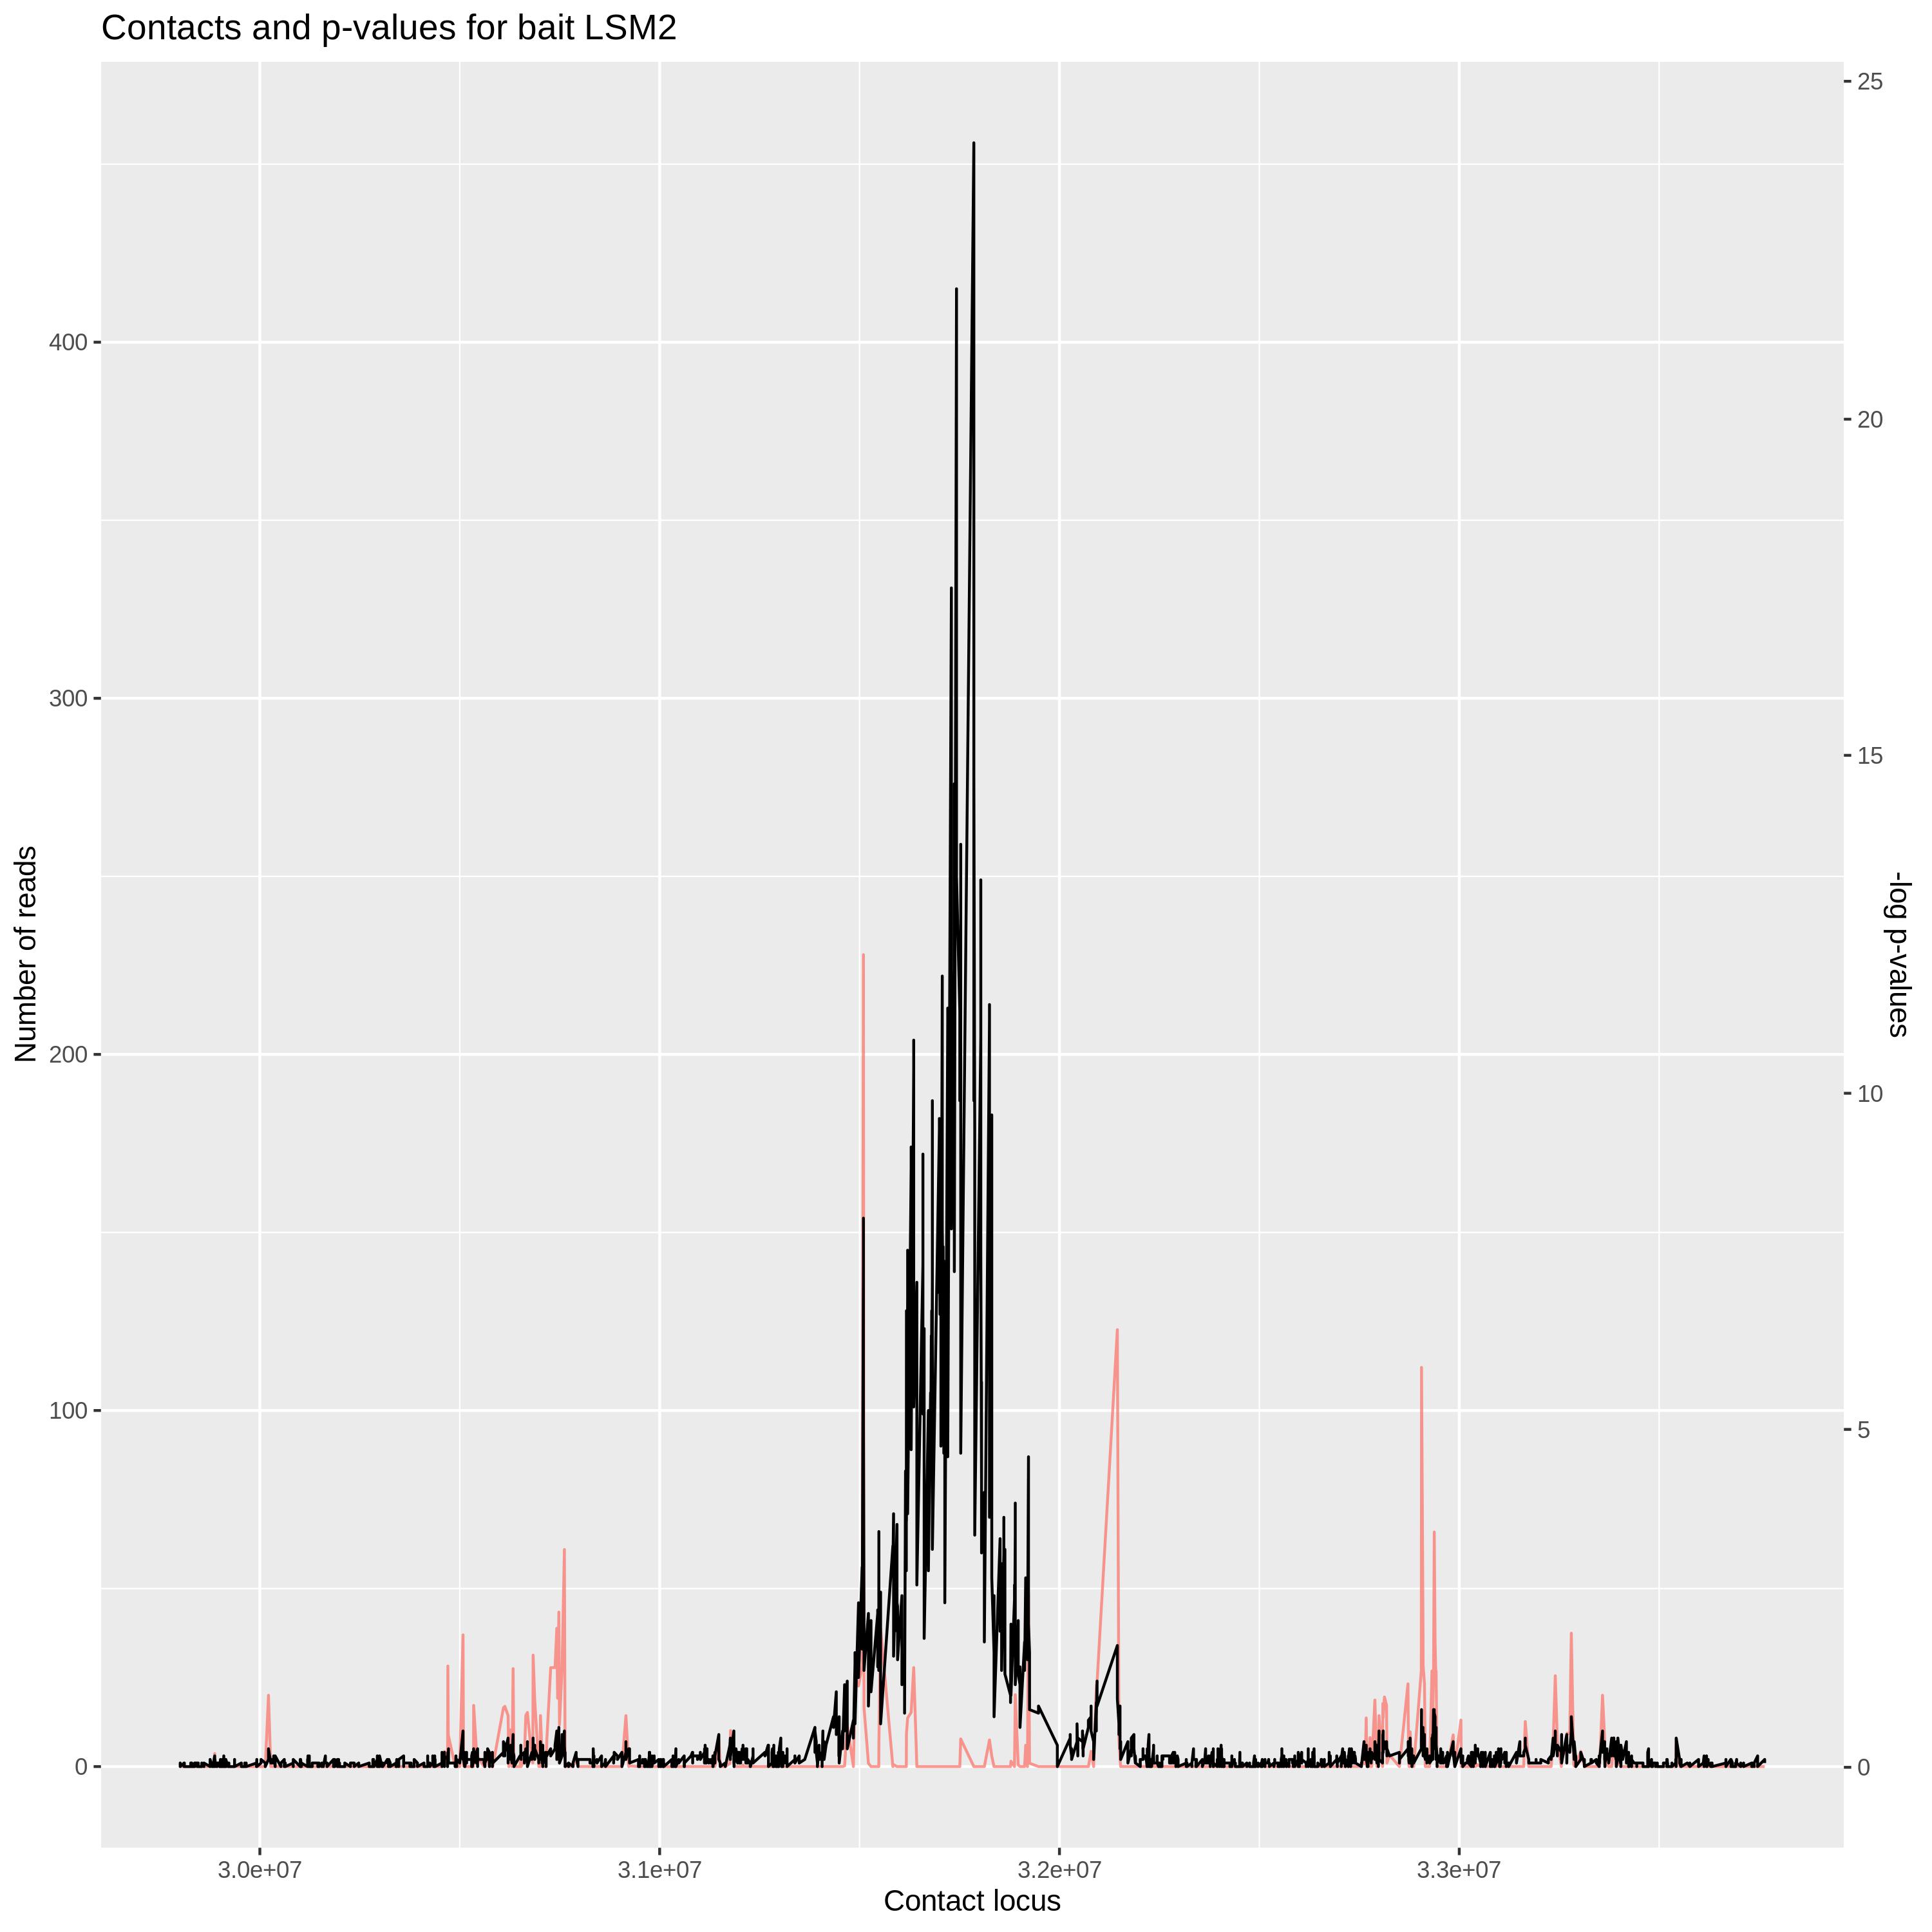 Contacts and p-values for bait LSM2
Number of reads
400
300
200
100
0
25
20
15
10
5
0
-log p-values
3.0e+07
3.1e+07
3.2e+07
3.3e+07
Contact locus